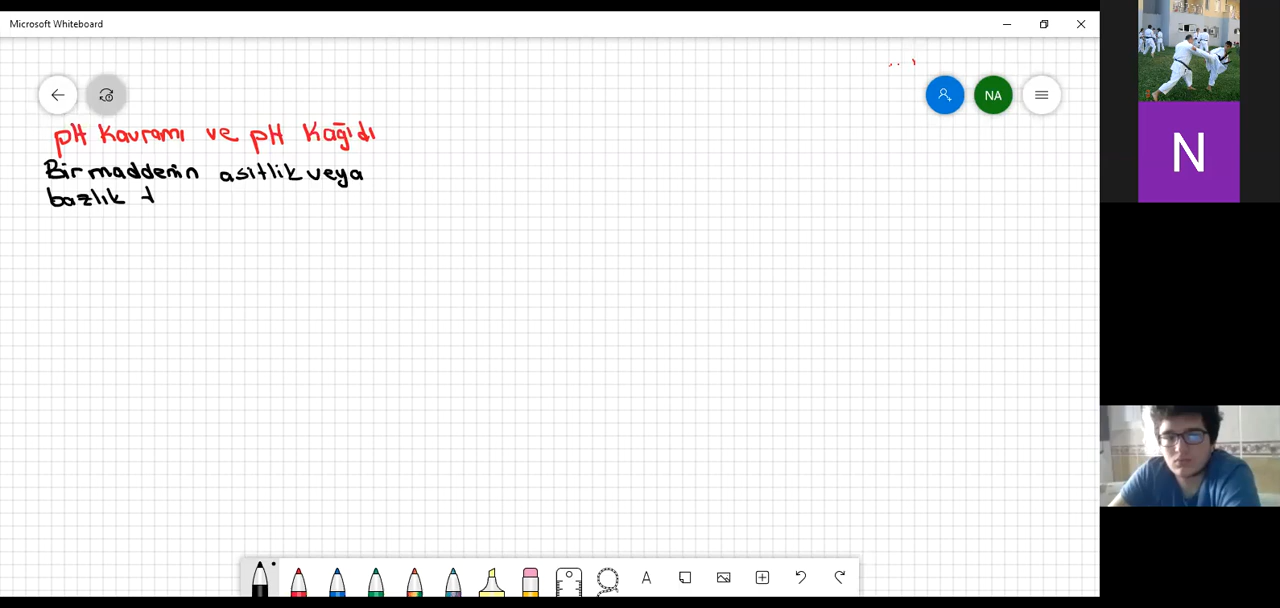 Microsoft Whiteboard
NA
pH Kavramı ve pH Kağıdı
Bir maddenin asitlik veya
bazlık t
N
A